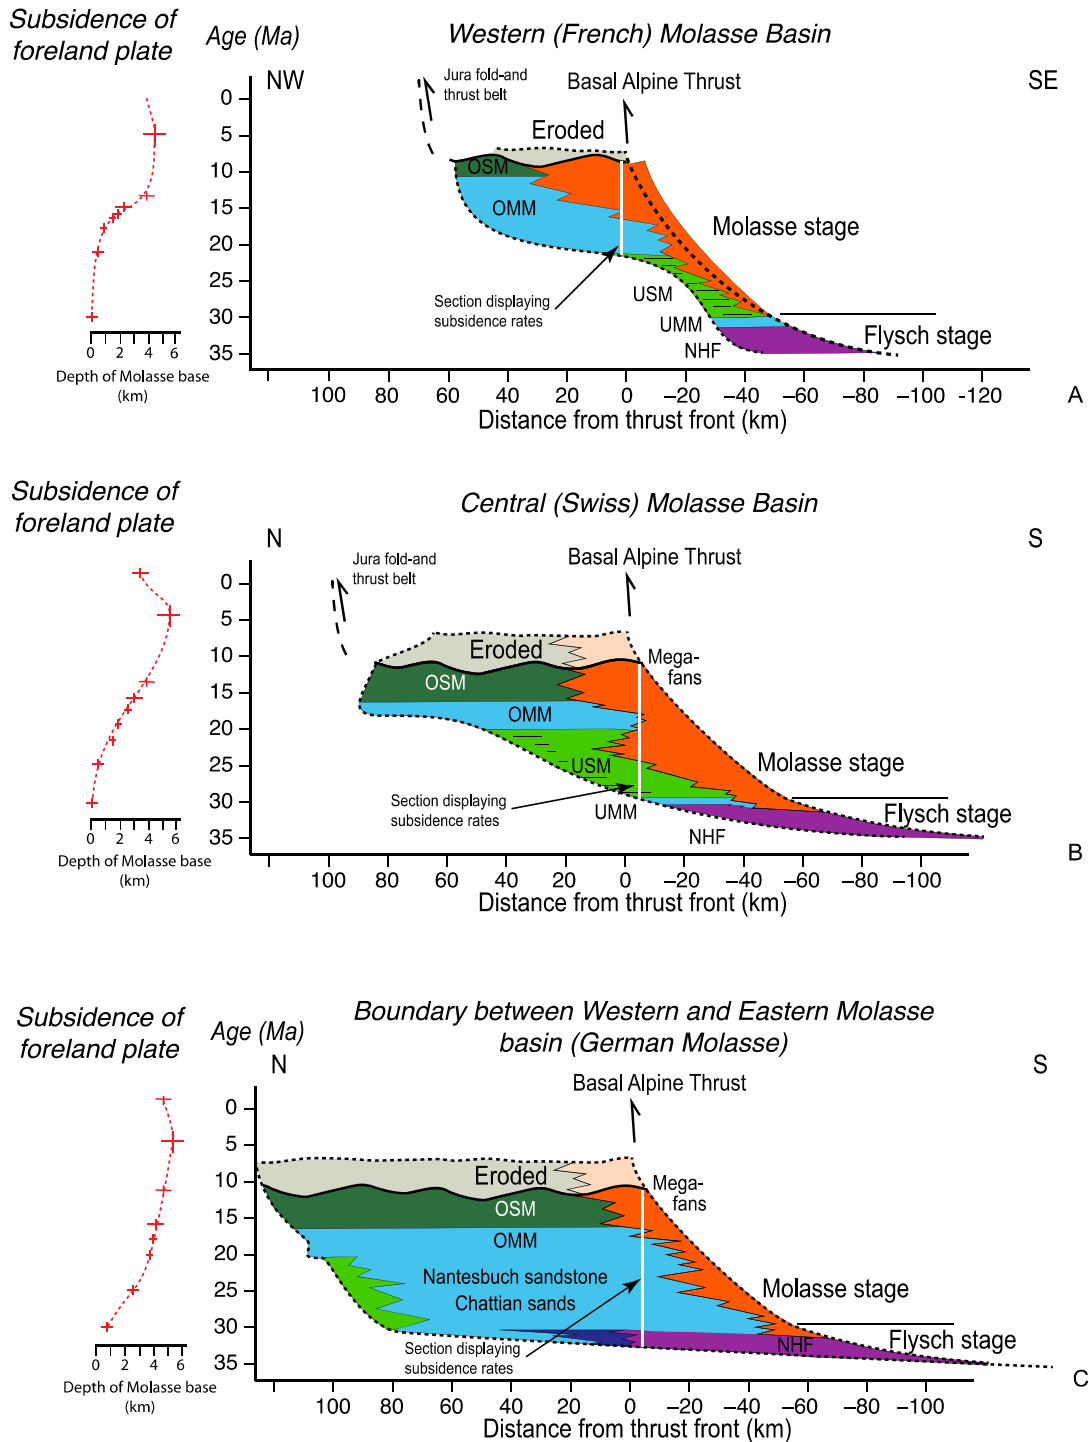 Subsidence of
foreland plate
Age (Ma)
Western (French) Molasse Basin
NW
SE
Jura fold-and
thrust belt
Basal Alpine Thrust
Eroded
OSM
OMM
Molasse stage
Section displaying
subsidence rates
USM
UMM
NHF
Flysch stage
0
5
10
15
20
25
30
35
0 2 4 6
Depth of Molasse base
(km)
100 80 60 40 20 0 –20 –40 –60 –80 –100 -120
Distance from thrust front (km)
A
Subsidence of
foreland plate
Central (Swiss) Molasse Basin
N
S
Jura fold-and
thrust belt
Basal Alpine Thrust
Eroded
Mega-
fans
OSM
OMM
USM
Molasse stage
Section displaying
subsidence rates
UMM
NHF
Flysch stage
0
5
10
15
20
25
30
35
0 2 4 6
Depth of Molasse base
(km)
100 80 60 40 20 0 –20 –40 –60 –80 –100
Distance from thrust front (km)
B
Subsidence of
foreland plate
Age (Ma)
Boundary between Western and Eastern Molasse
basin (German Molasse)
N
S
Basal Alpine Thrust
Eroded
Mega-
fans
OSM
OMM
Nantesbuch sandstone
Chattian sands
Molasse stage
Section displaying
subsidence rates
NHF
Flysch stage
0
5
10
15
20
25
30
35
0 2 4 6
Depth of Molasse base
(km)
100 80 60 40 20 0 –20 –40 –60 –80 –100
Distance from thrust front (km)
C